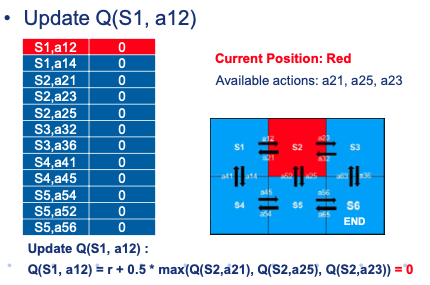 • Update Q(S1, a12)
S1,a12 0
S1,a14 0
S2,a21 0
S2,a23 0
S2,a25 0
S3,a32 0
S3,a36 0
S4,a41 0
S4,a45 0
S5,a54 0
S5,a52 0
S5,a56 0
Current Position: Red
Available actions: a21, a25, a23
a12 a23
S1 S2 S3
a21 a32
a41 a14 a52 a25 a63 a36
a45 a56
S4 S5 S6
a54 a65
END
Update Q(S1, a12) :
Q(S1, a12) = r + 0.5 * max(Q(S2,a21), Q(S2,a25), Q(S2,a23)) = 0